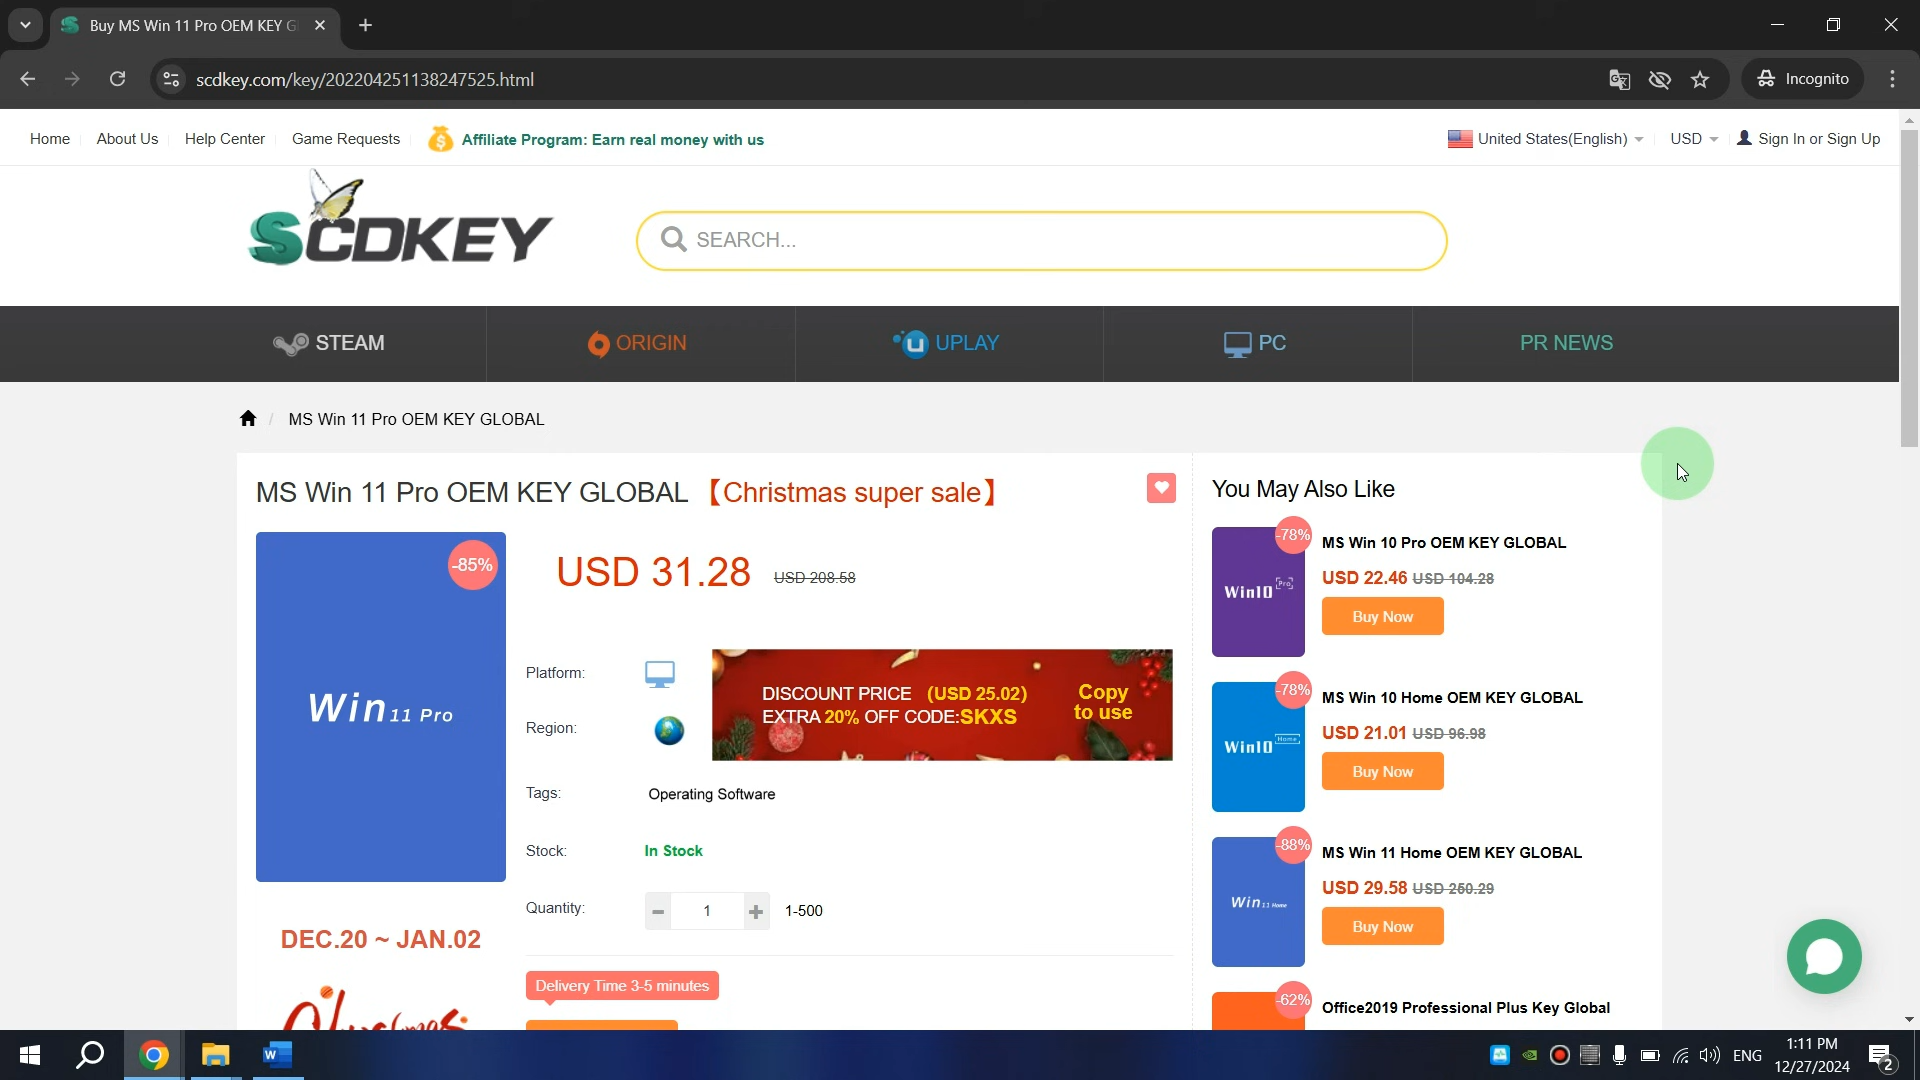 Buy MS Win 11 Pro OEM KEY G
scdkey.com/key/202204251138247525.html
Incognito
Home
About Us
Help Center
Game Requests
Affiliate Program: Earn real money with us
United States(English)
USD
Sign In or Sign Up
SCDKEY
SEARCH...
STEAM
ORIGIN
UPLAY
PC
PR NEWS
/ MS Win 11 Pro OEM KEY GLOBAL
MS Win 11 Pro OEM KEY GLOBAL 【Christmas super sale】
-85%
Win 11 Pro
USD 31.28 USD 208.58
Platform:
DISCOUNT PRICE (USD 25.02)
EXTRA 20% OFF CODE:SKXS
Copy
to use
Region:
Tags:
Operating Software
Stock:
In Stock
Quantity:
1
1-500
DEC.20 ~ JAN.02
Delivery Time 3-5 minutes
You May Also Like
-78%
Win10 Pro
MS Win 10 Pro OEM KEY GLOBAL
USD 22.46 USD 104.28
Buy Now
-78%
Win10 Home
MS Win 10 Home OEM KEY GLOBAL
USD 21.01 USD 96.98
Buy Now
-88%
Win 11 Home
MS Win 11 Home OEM KEY GLOBAL
USD 29.58 USD 250.29
Buy Now
-62%
Office2019 Professional Plus Key Global
ENG
1:11 PM
12/27/2024
2